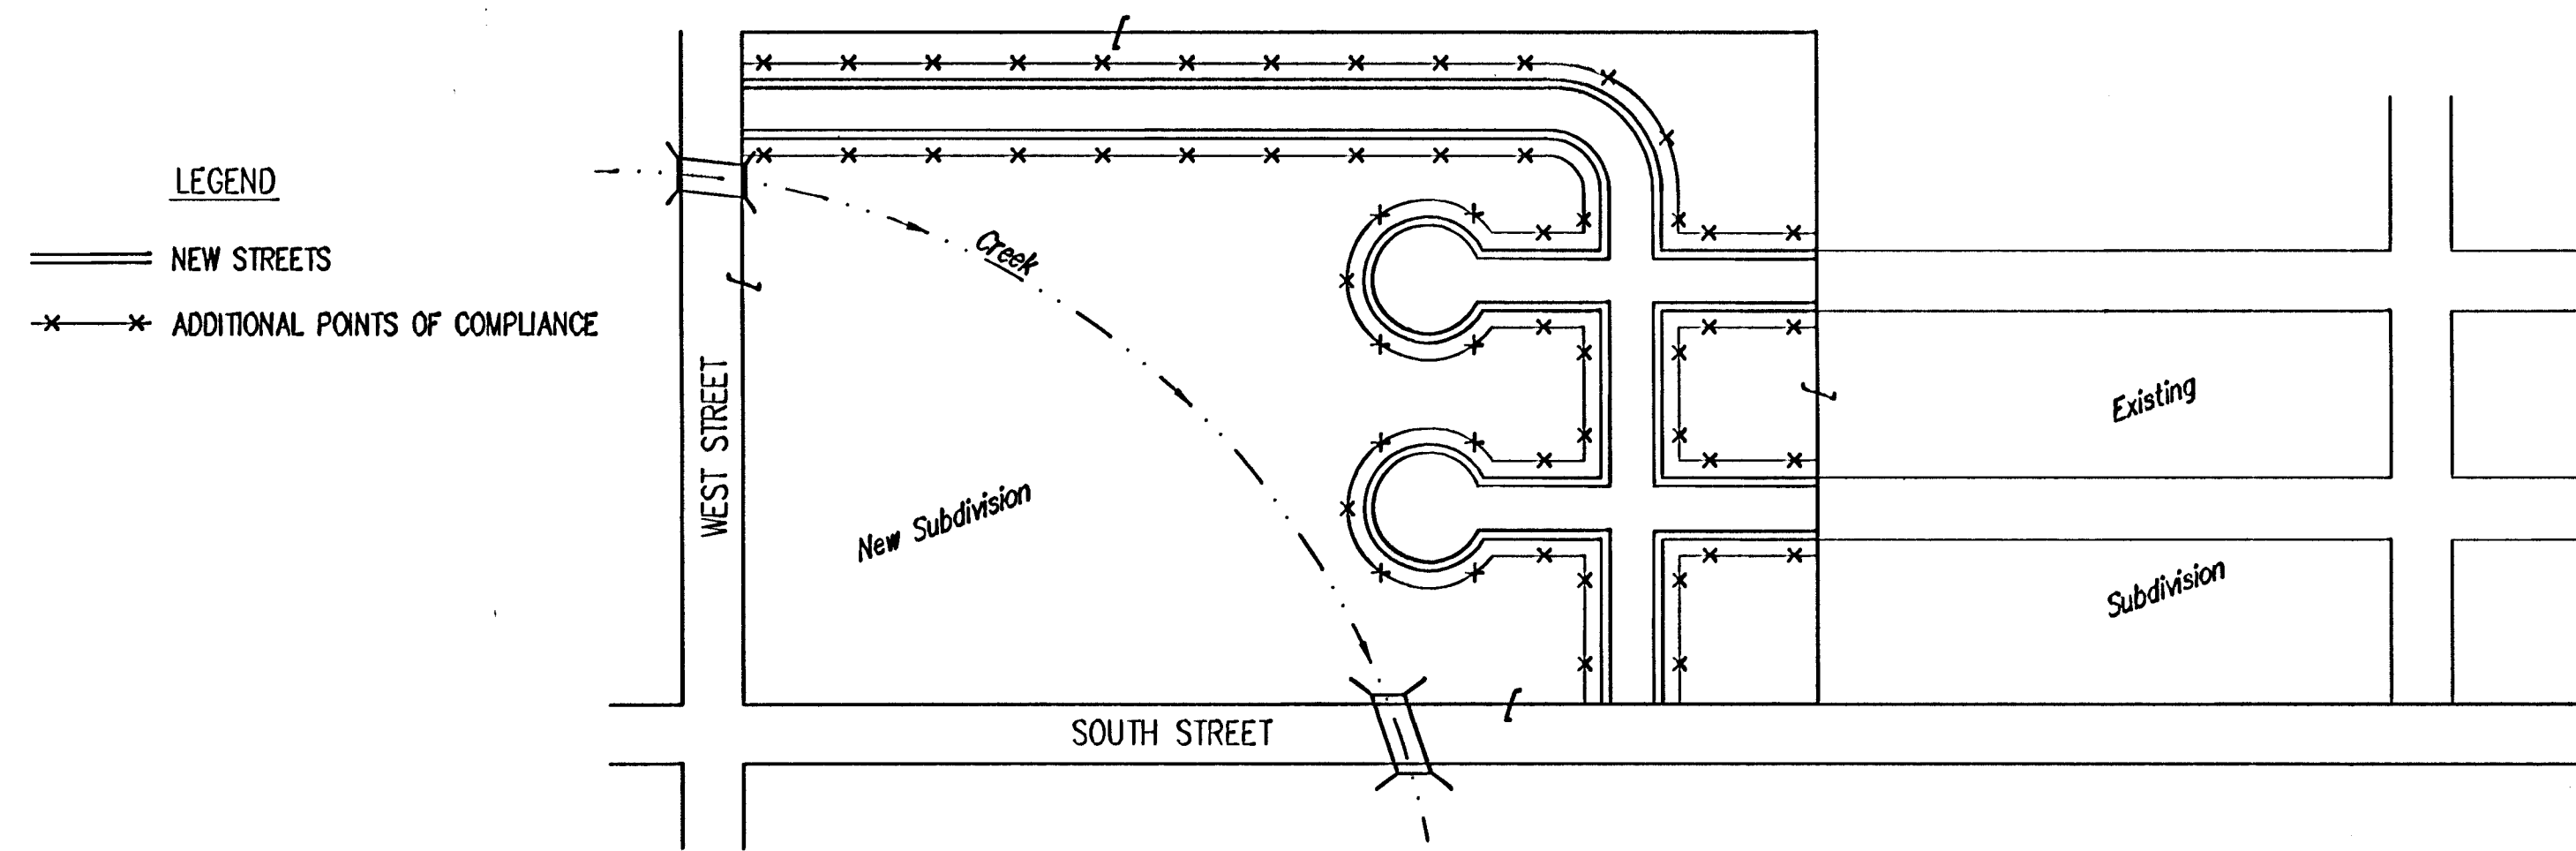 LEGEND
NEW STREETS
ADDITIONAL POINTS OF COMPLIANCE
WEST STREET
Creek
New Subdivision
SOUTH STREET
Existing
Subdivision